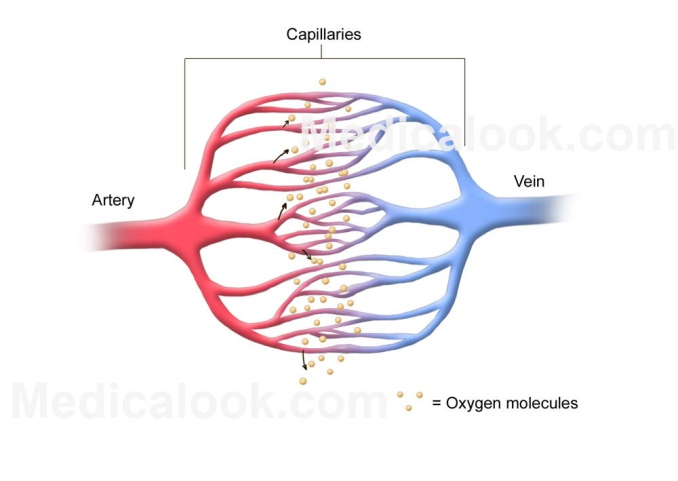 Capillaries
Medicalook.com
Artery
Vein
Medicalook.com
= Oxygen molecules